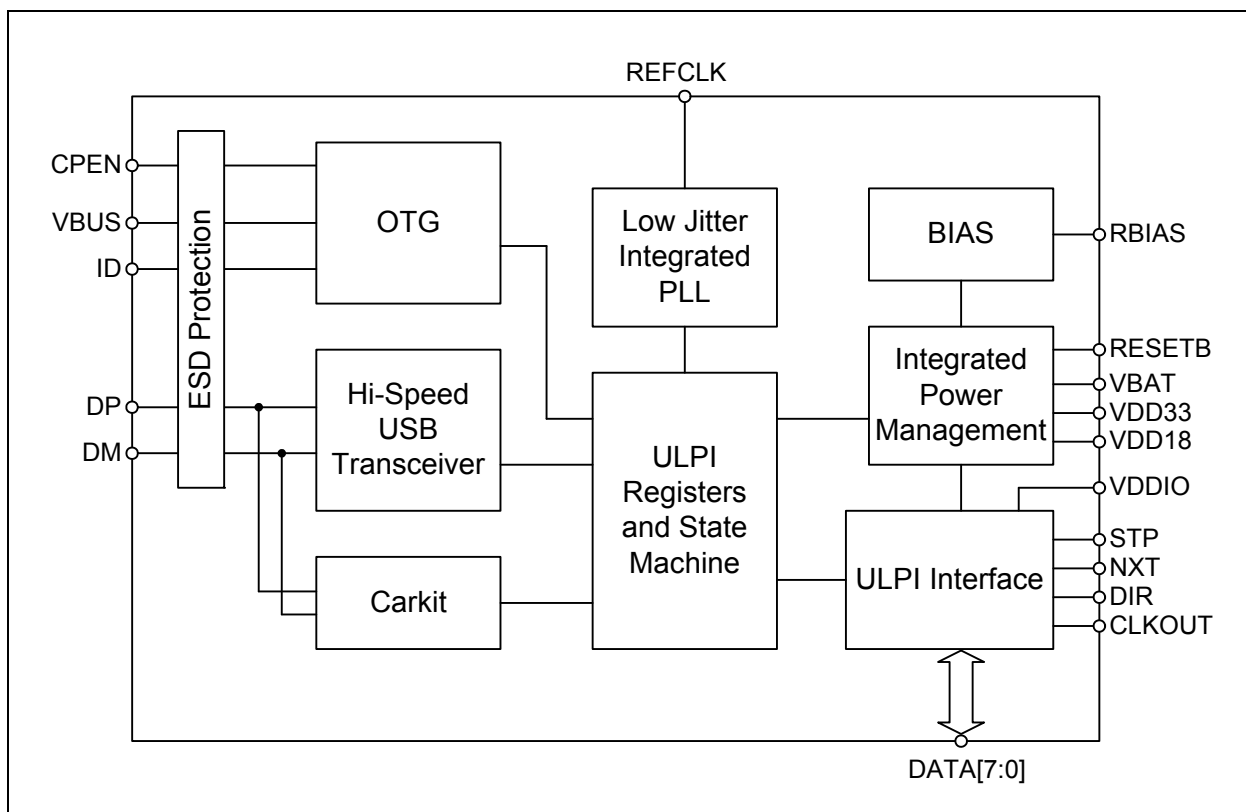 REFCLK
CPEN
VBUS
ID
DP
DM
ESD Protection
OTG
Hi-Speed
USB
Transceiver
Carkit
Low Jitter
Integrated
PLL
ULPI
Registers
and State
Machine
BIAS
Integrated
Power
Management
ULPI Interface
RBIAS
RESETB
VBAT
VDD33
VDD18
VDDIO
STP
NXT
DIR
CLKOUT
DATA[7:0]